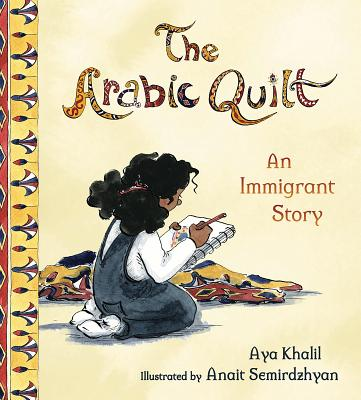 The
Arabic Quilt
An
Immigrant
Story
Aya Khalil
Illustrated by Anait Semirdzhyan